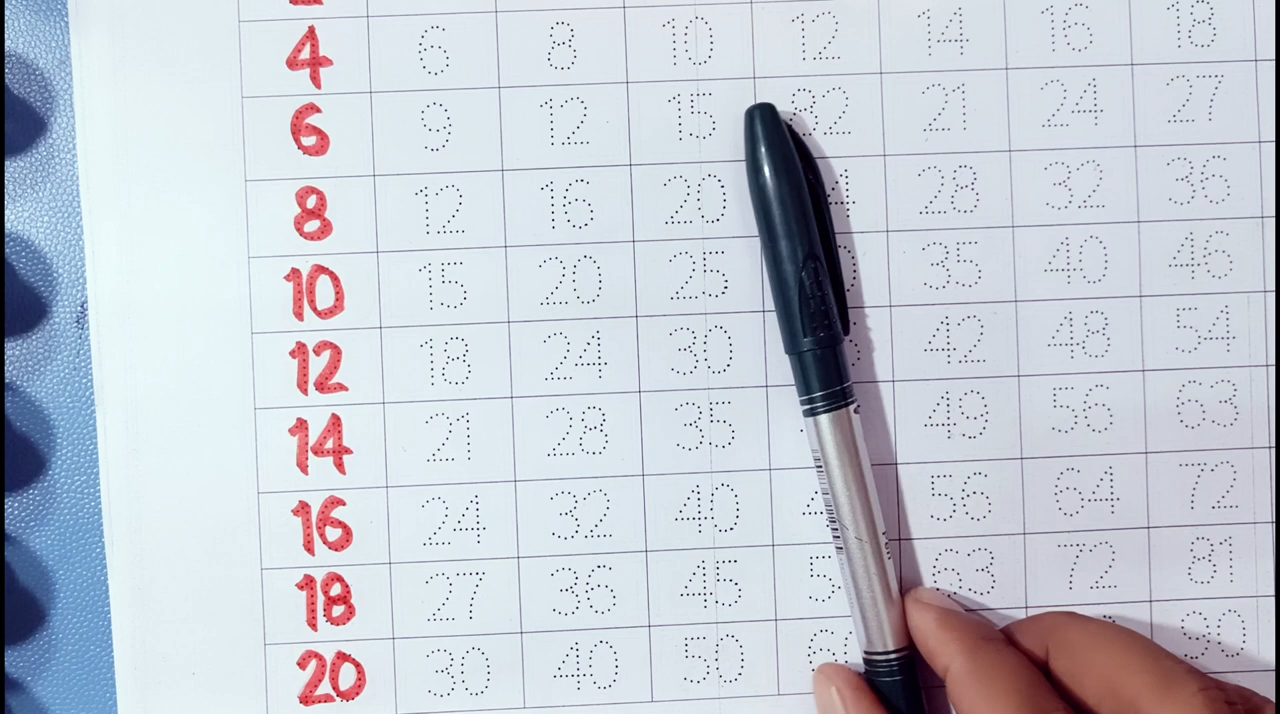 4 6 8 10 12 14 16 18
6 9 12 15 32 21 24 27
8 12 16 20 28 32 36
10 15 20 25 35 40 46
12 18 24 30 42 48 54
14 21 28 35 49 56 63
16 24 32 40 56 64 72
18 27 36 45 63 72 81
20 30 40 50